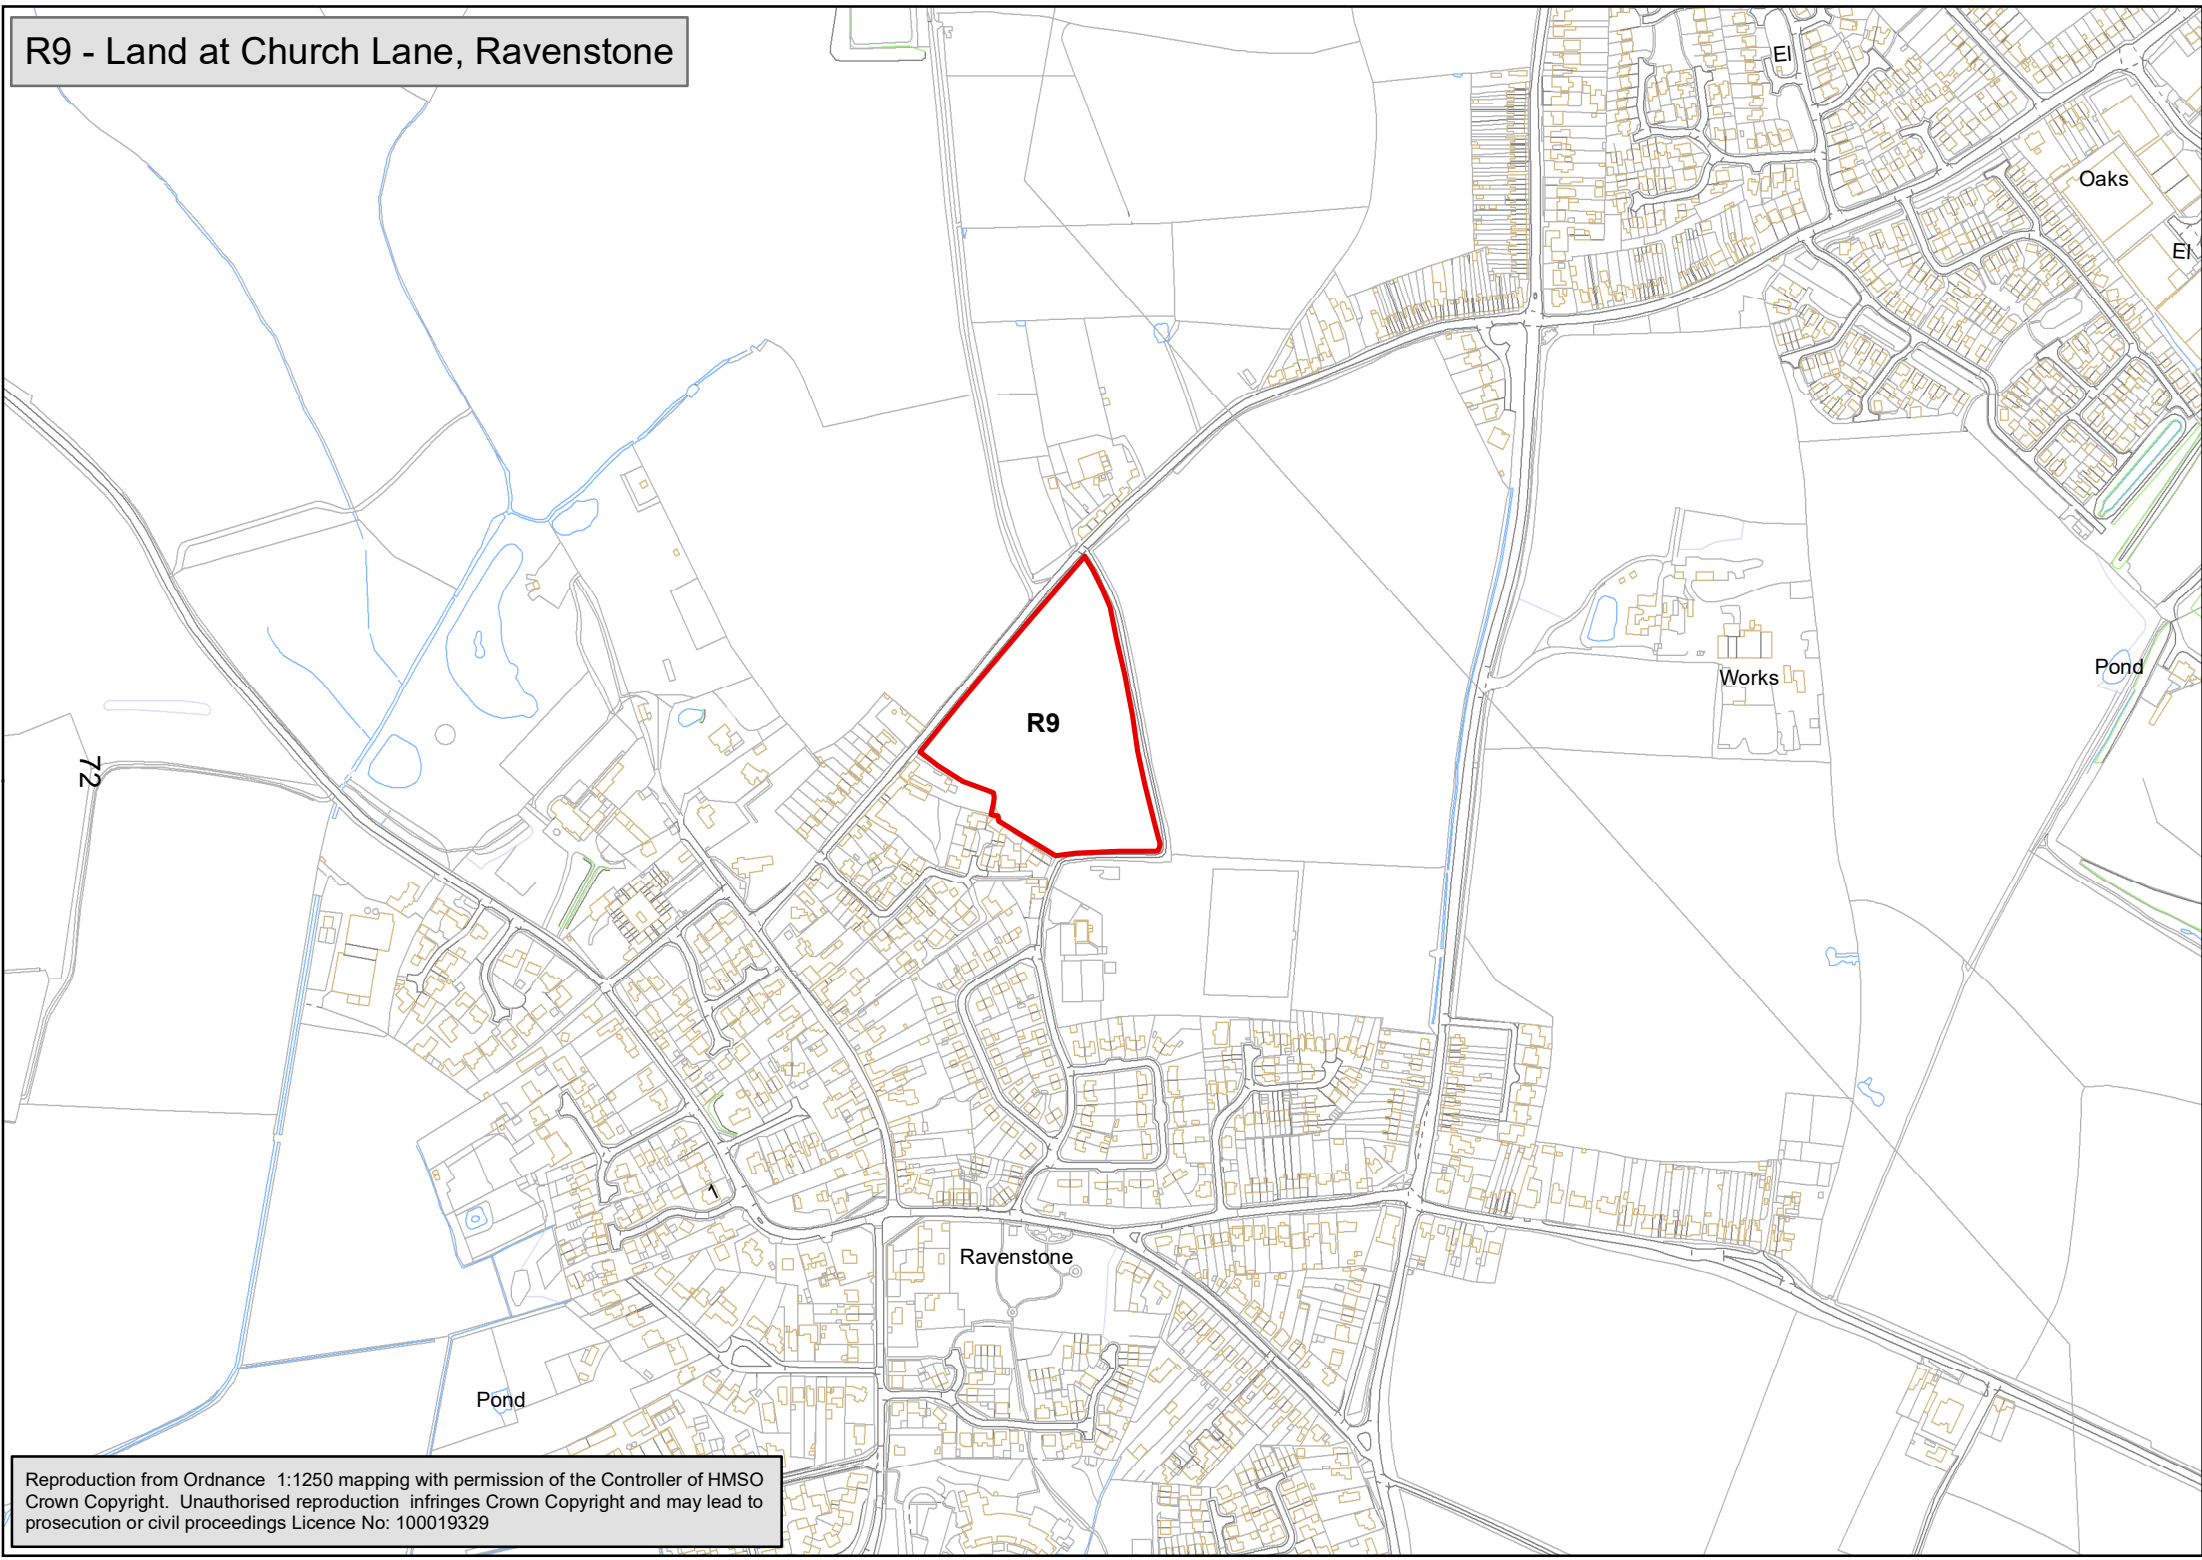 R9 - Land at Church Lane, Ravenstone
El
Oaks
El
Pond
Works
R9
72
1
Ravenstone
Pond
Reproduction from Ordnance 1:1250 mapping with permission of the Controller of HMSO
Crown Copyright. Unauthorised reproduction infringes Crown Copyright and may lead to
prosecution or civil proceedings Licence No: 100019329